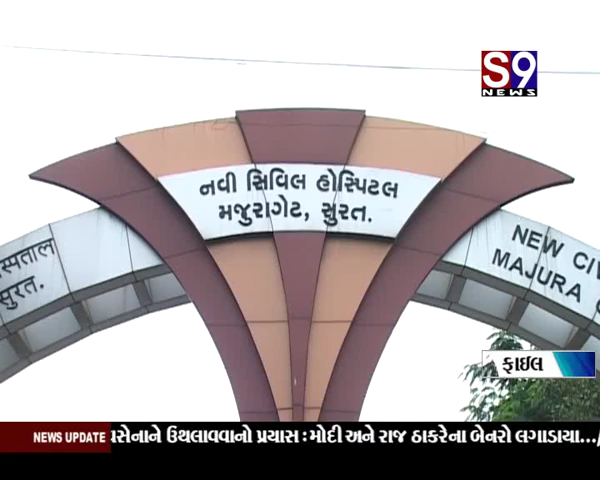 S9
NEWS
નવી સિવિલ હોસ્પિટલ
મજુરાગેટ, સુરત.
सुरत.
NEW CIV
MAJURA
ફાઇલ
NEWS UPDATE
ઉથલાવવાનો પ્રયાસ : મોદી અને રાજ ઠાકરેના બેનરો લગાડાયા.../